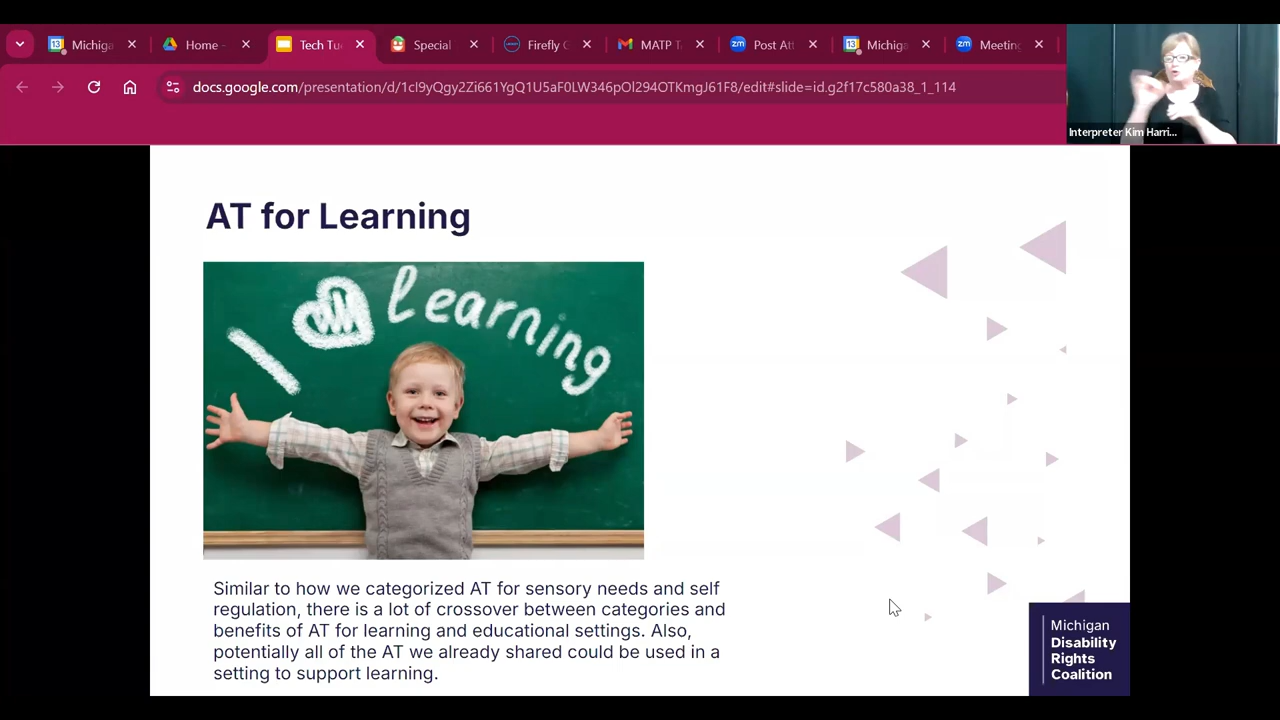 Michiga
Home -
Tech Tu
Special
Firefly
MATP T
Post Att
Michiga
Meetin
docs.google.com/presentation/d/1cI9yQgy2Zi661YgQ1U5aF0LW346pOl294OTKmgJ61F8/edit#slide=id.g2f17c580a38_1_114
Interpreter Kim Harri...
AT for Learning
I learning
Similar to how we categorized AT for sensory needs and self
regulation, there is a lot of crossover between categories and
benefits of AT for learning and educational settings. Also,
potentially all of the AT we already shared could be used in a
setting to support learning.
Michigan
Disability
Rights
Coalition